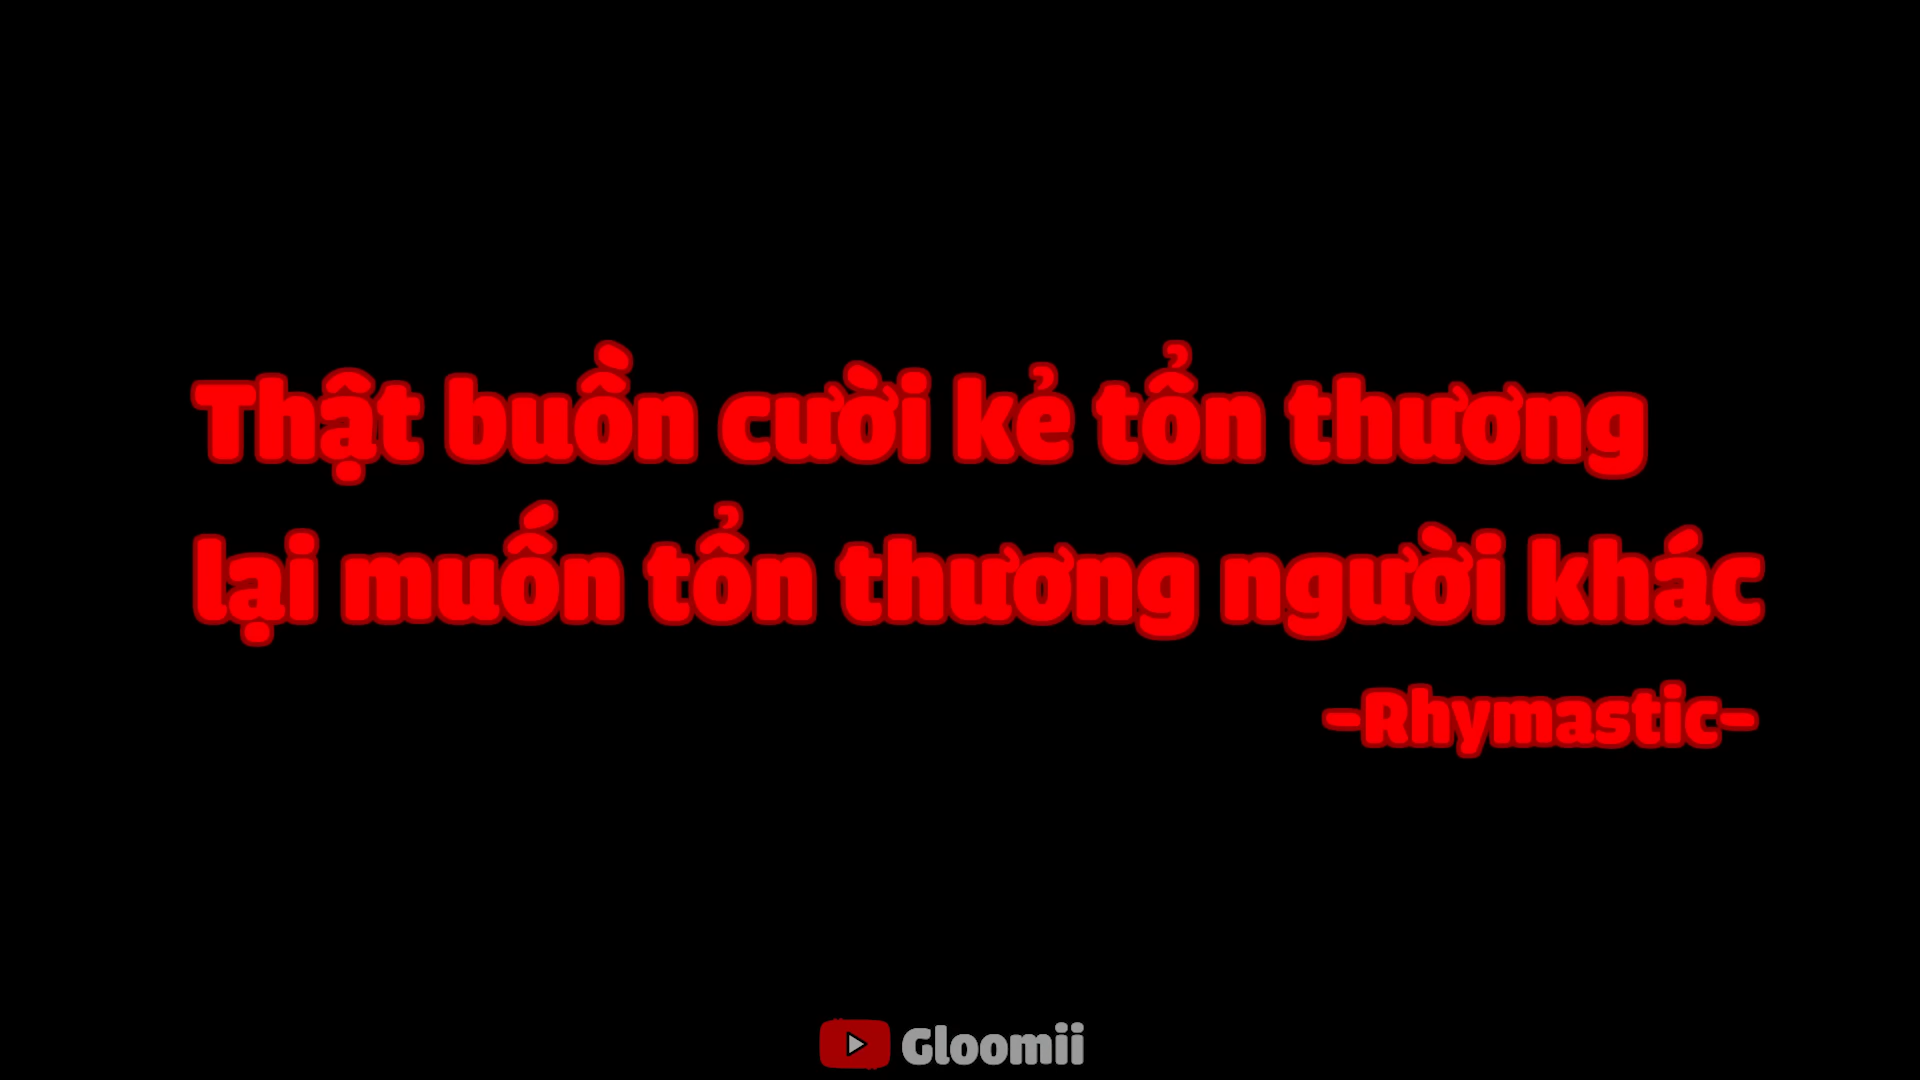 Thật buồn cười kẻ tổn thương
lại muốn tổn thương người khác
-Rhymastic-
Gloomii